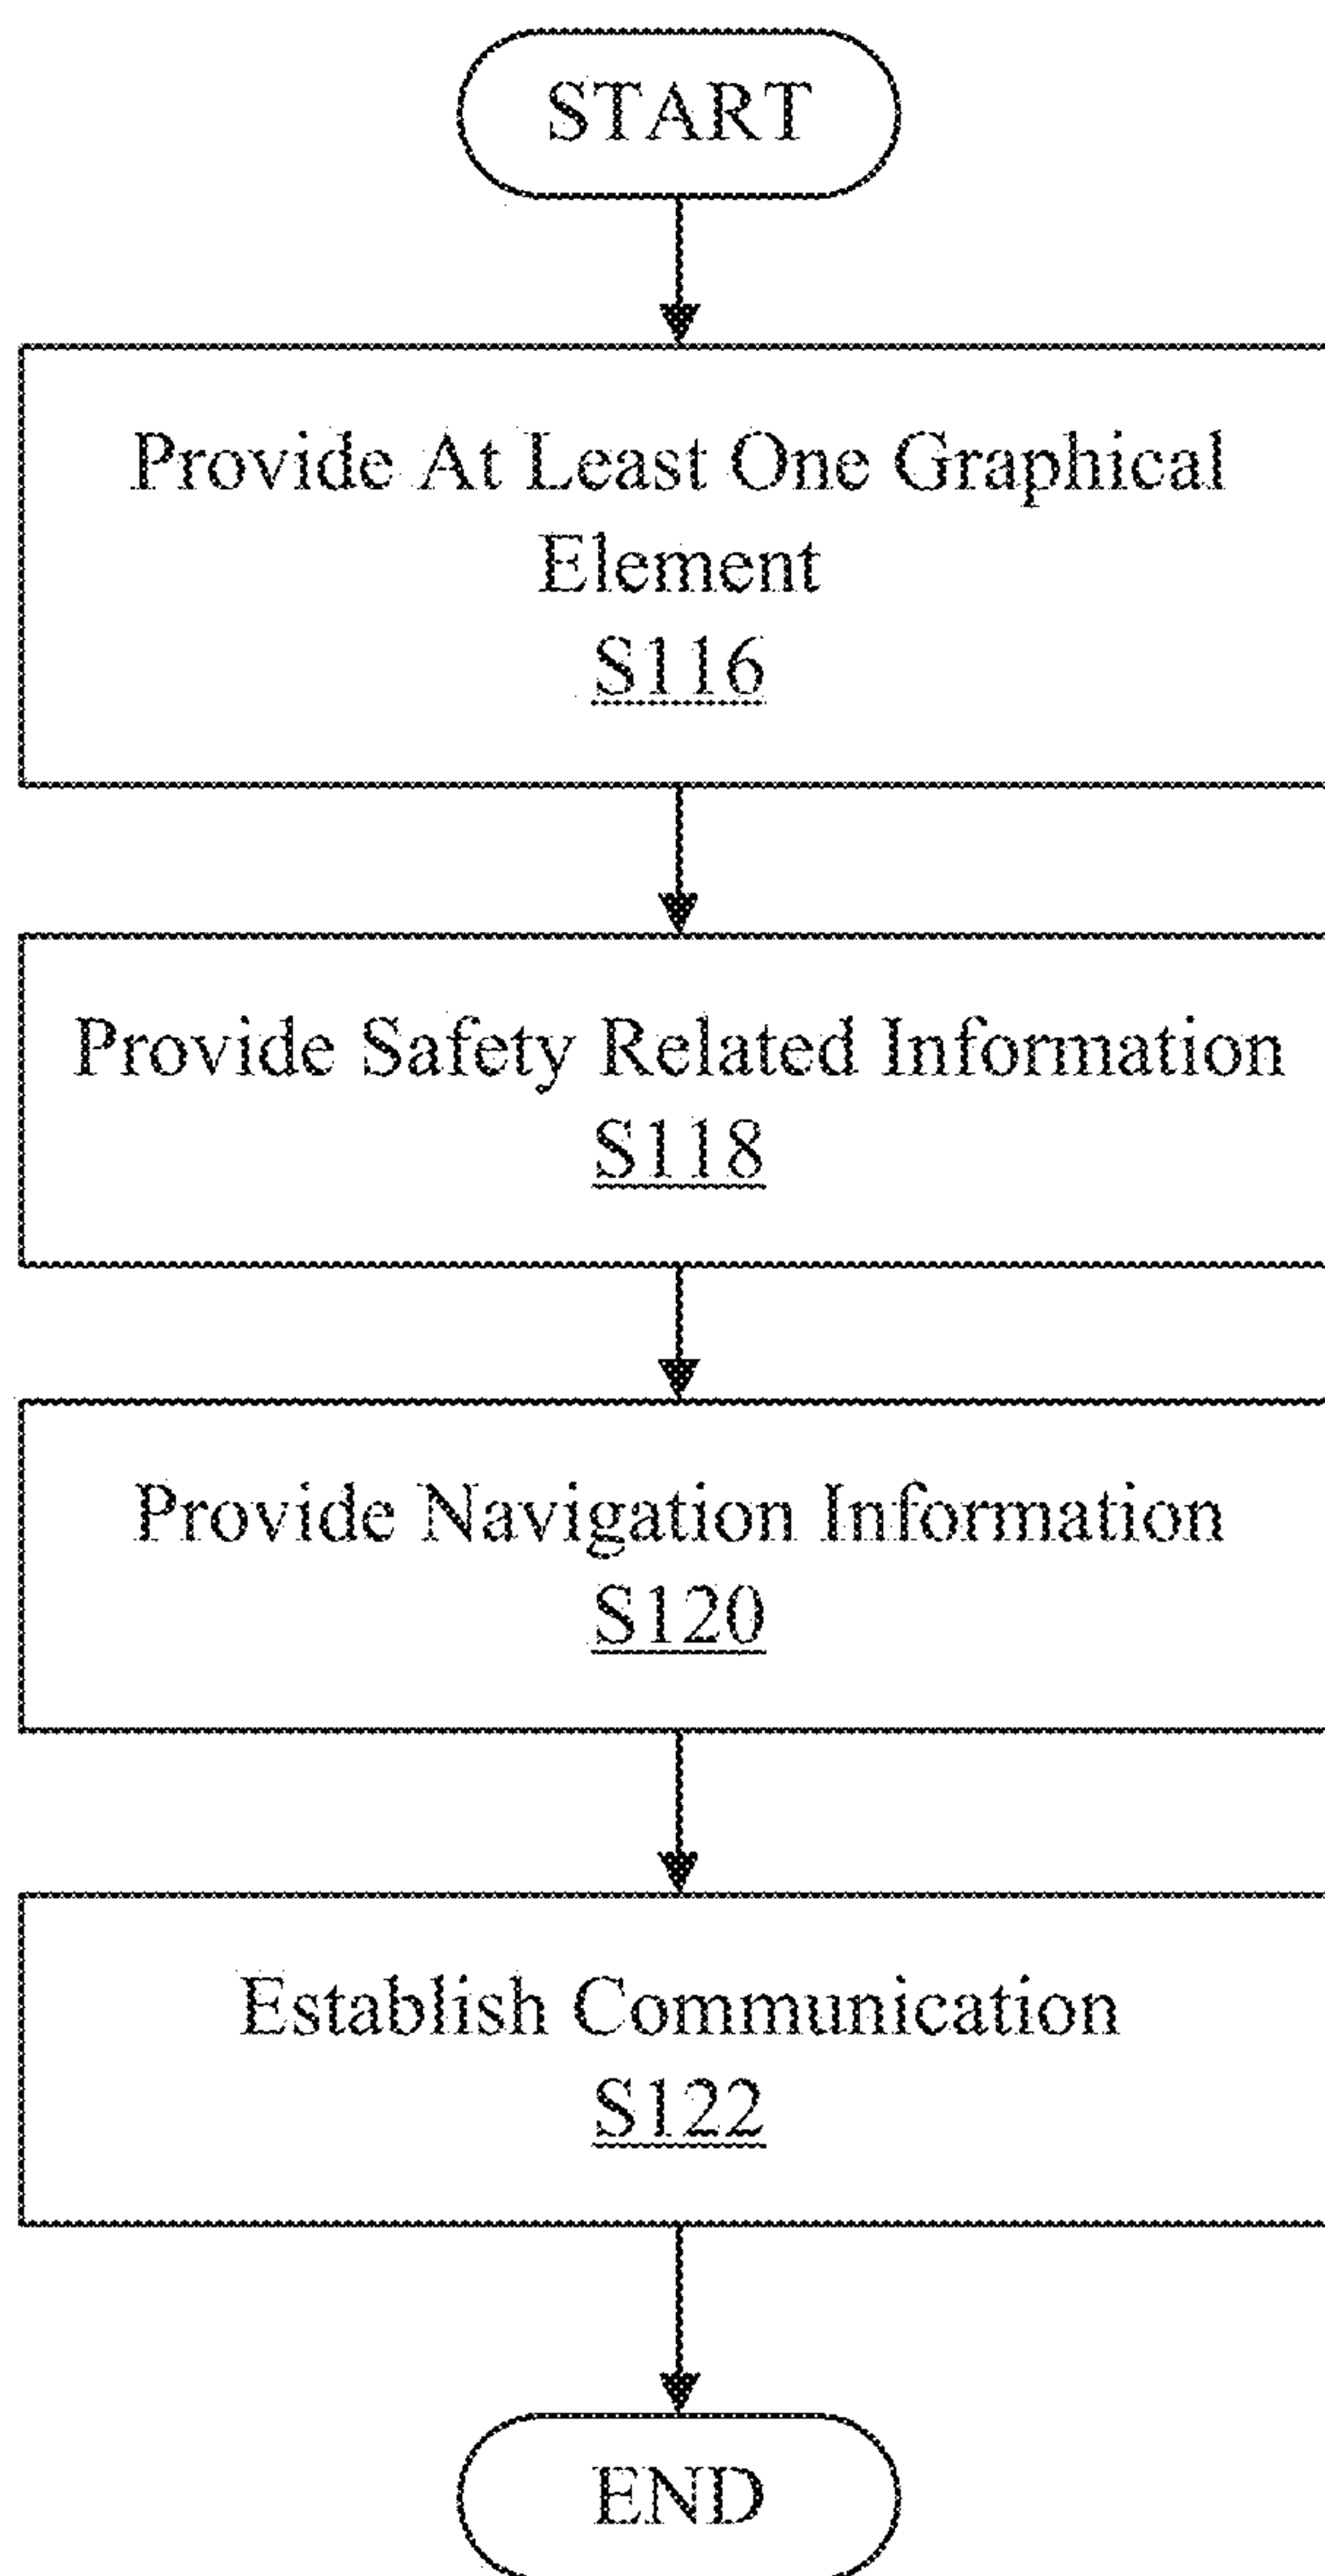 START
Provide At Least One Graphical
Element
S116
Provide Safety Related Information
S118
Provide Navigation Information
S120
Establish Communication
S122
END